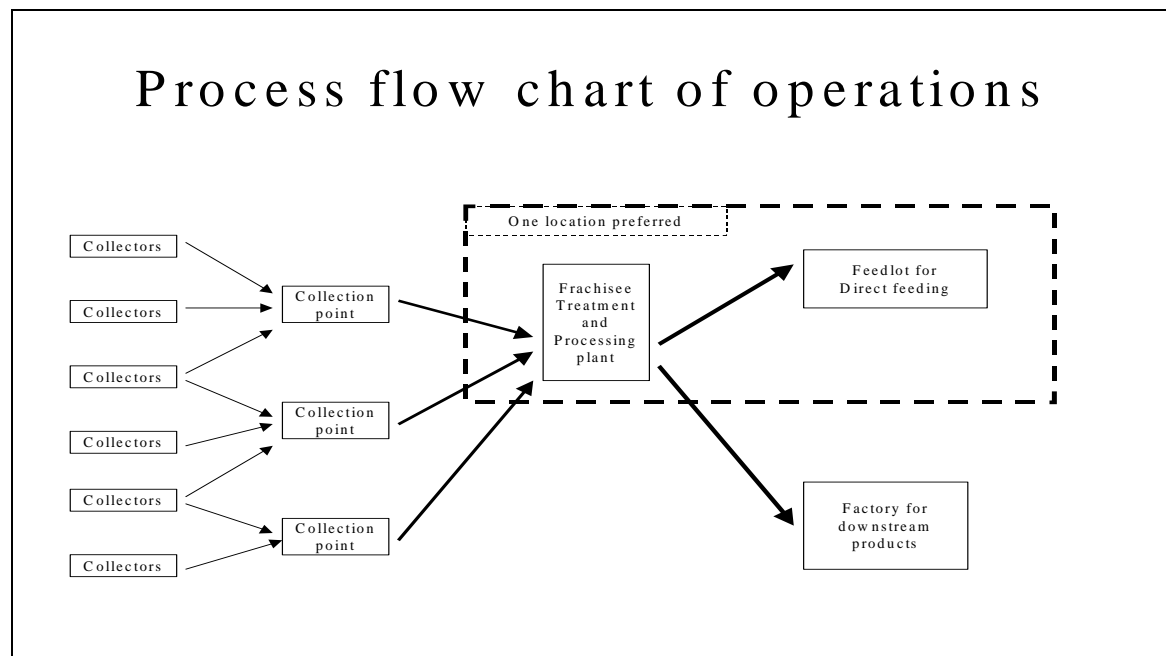 Process flow chart of operations
One location preferred
Collectors
Collectors
Collectors
Collectors
Collectors
Collectors
Collection
point
Collection
point
Collection
point
Frachisee
Treatment
and
Processing
plant
Feedlot for
Direct feeding
Factory for
downstream
products